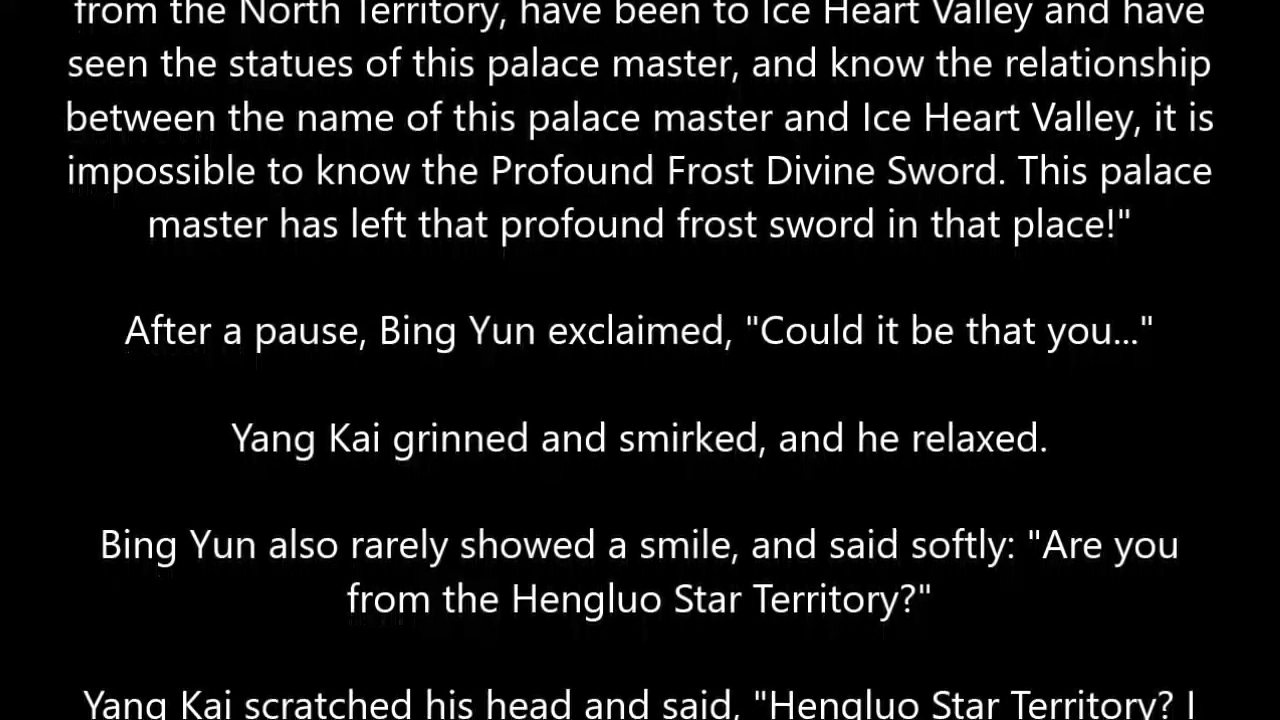 from the North Territory, have been to Ice Heart Valley and have
seen the statues of this palace master, and know the relationship
between the name of this palace master and Ice Heart Valley, it is
impossible to know the Profound Frost Divine Sword. This palace
master has left that profound frost sword in that place!"
After a pause, Bing Yun exclaimed, "Could it be that you..."
Yang Kai grinned and smirked, and he relaxed.
Bing Yun also rarely showed a smile, and said softly: "Are you
from the Hengluo Star Territory?"
Yang Kai scratched his head and said, "Hengluo Star Territory? I